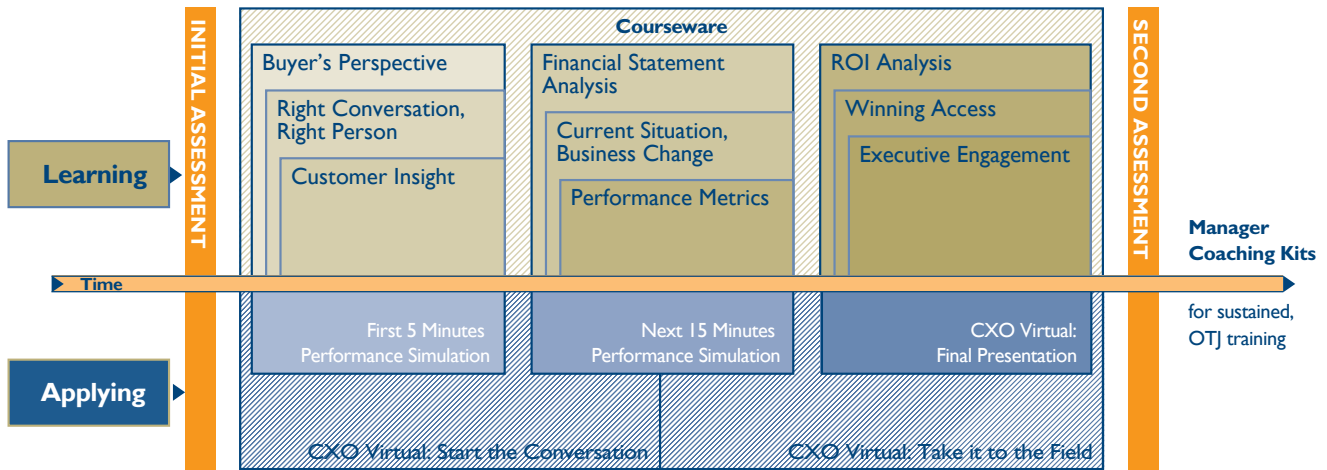 Courseware
INITIAL ASSESSMENT
Buyer's Perspective
Right Conversation,
Right Person
Customer Insight
Financial Statement
Analysis
Current Situation,
Business Change
Performance Metrics
ROI Analysis
Winning Access
Executive Engagement
SECOND ASSESSMENT
Learning
Manager
Coaching Kits
Time
for sustained,
OTJ training
First 5 Minutes
Performance Simulation
Next 15 Minutes
Performance Simulation
CXO Virtual:
Final Presentation
Applying
CXO Virtual: Start the Conversation
CXO Virtual: Take it to the Field